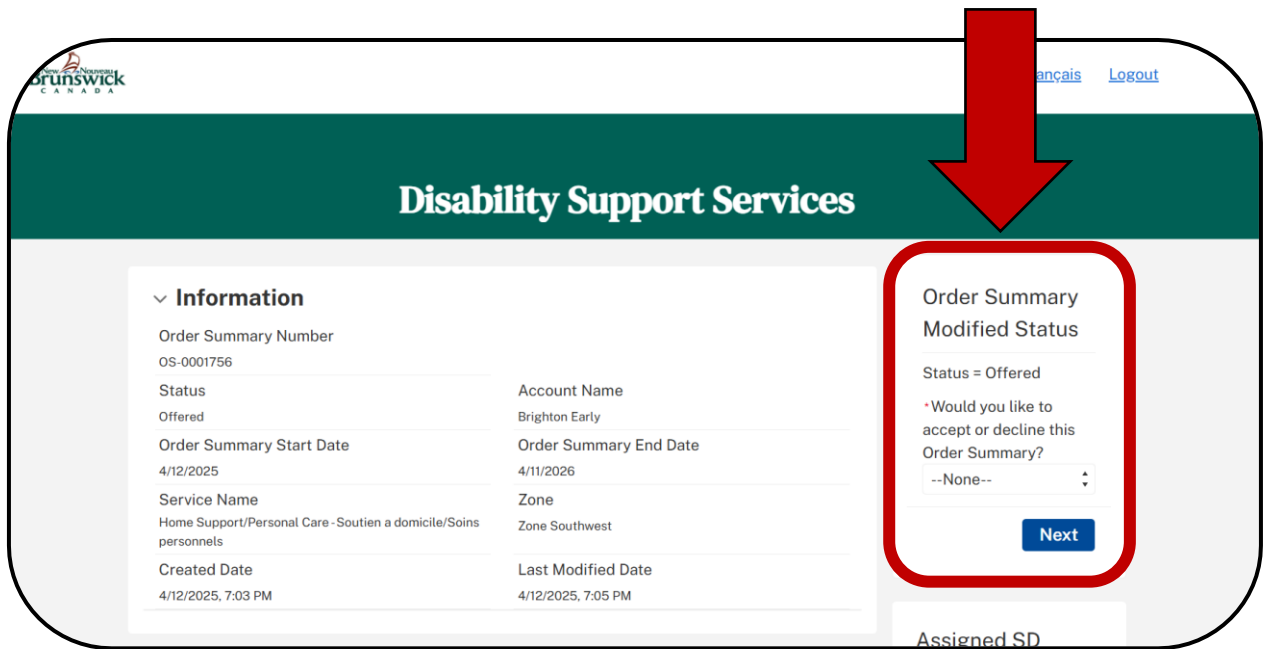 New Nouveau
Brunswick
CANADA
ançais Logout
Disability Support Services
Information
Order Summary Number
OS-0001756
Status
Offered
Account Name
Brighton Early
Order Summary Start Date
4/12/2025
Order Summary End Date
4/11/2026
Service Name
Home Support/Personal Care - Soutien a domicile/Soins
personnels
Zone
Zone Southwest
Created Date
4/12/2025, 7:03 PM
Last Modified Date
4/12/2025, 7:05 PM
Order Summary
Modified Status
Status = Offered
*Would you like to
accept or decline this
Order Summary?
--None--
Next
Assigned SD